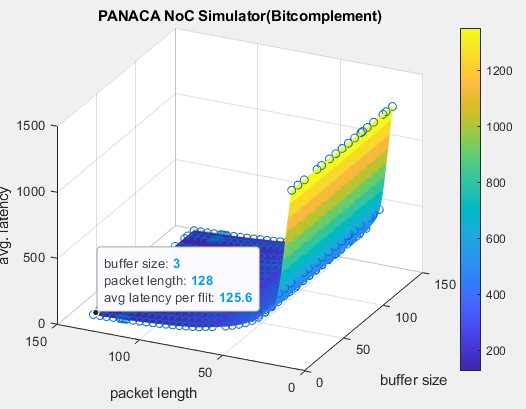 PANACA NoC Simulator(Bitcomplement)
1500
1000
500
0
avg. latency
buffer size: 3
packet length: 128
avg latency per flit: 125.6
150
100
50
0
packet length
0
50
100
150
buffer size
1200
1000
800
600
400
200